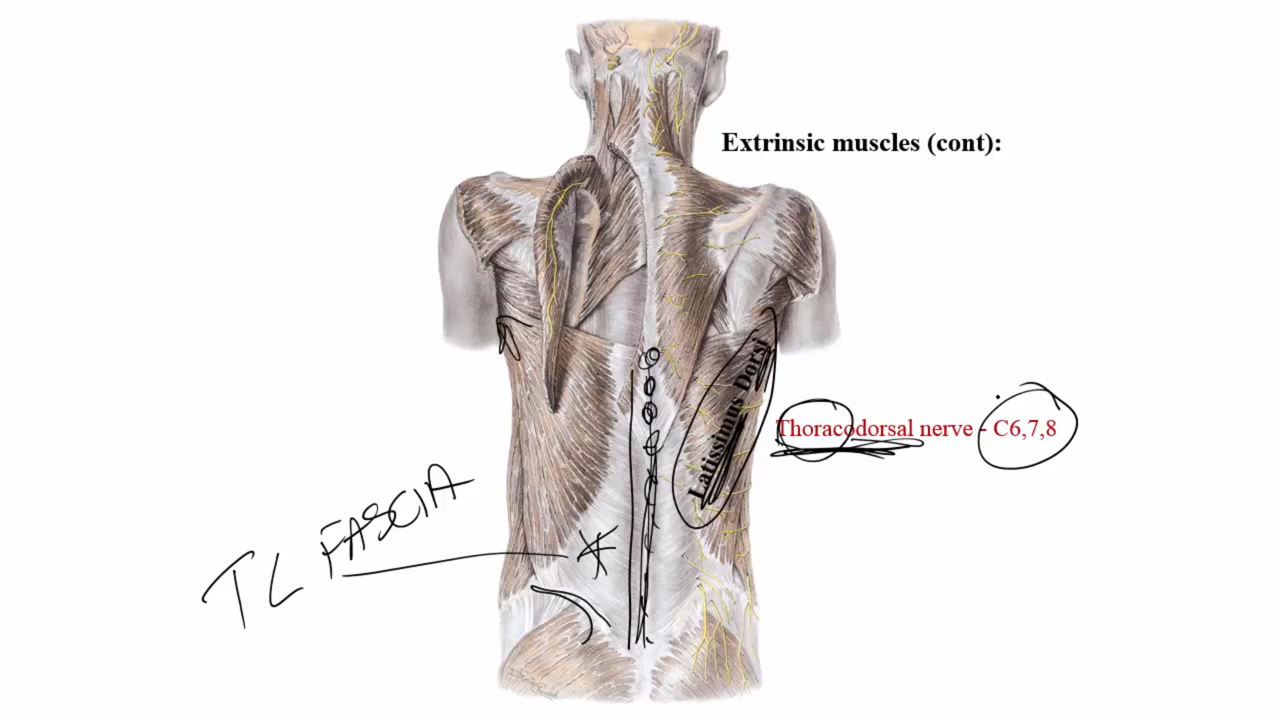 Extrinsic muscles (cont):
Latissimus Dorsi
Thoracodorsal nerve - C6,7,8
TL FASCIA